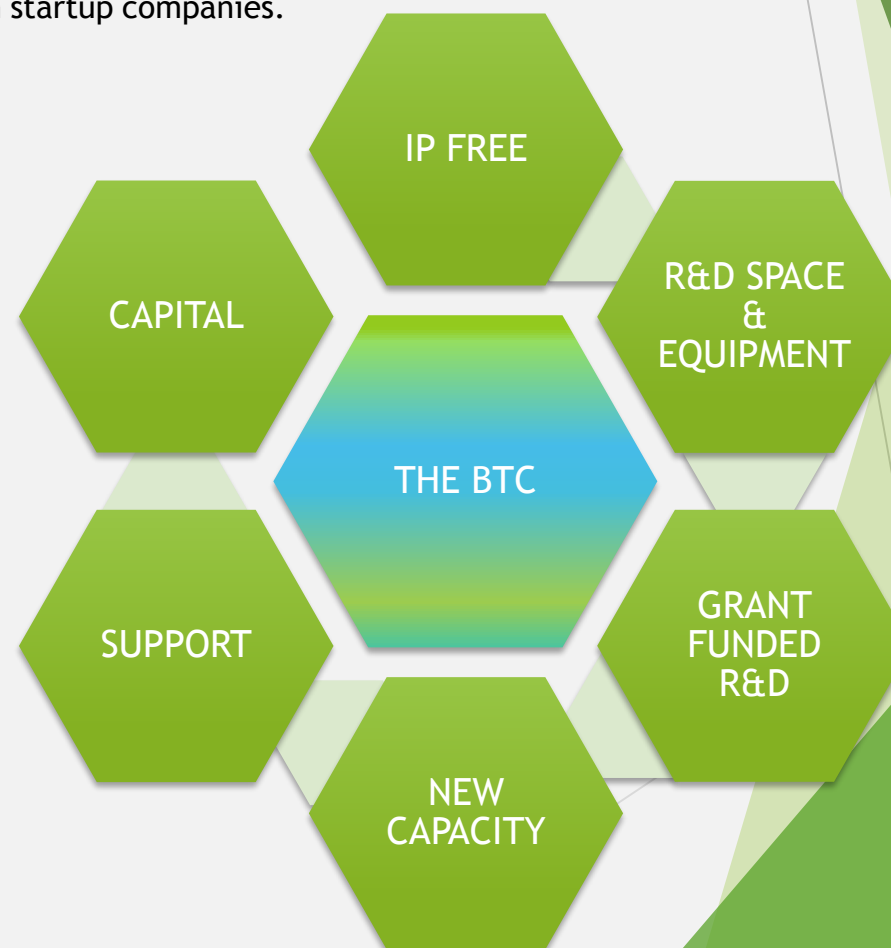 startup companies.
IP FREE
R&D SPACE
&
EQUIPMENT
CAPITAL
THE BTC
GRANT
FUNDED
R&D
SUPPORT
NEW
CAPACITY